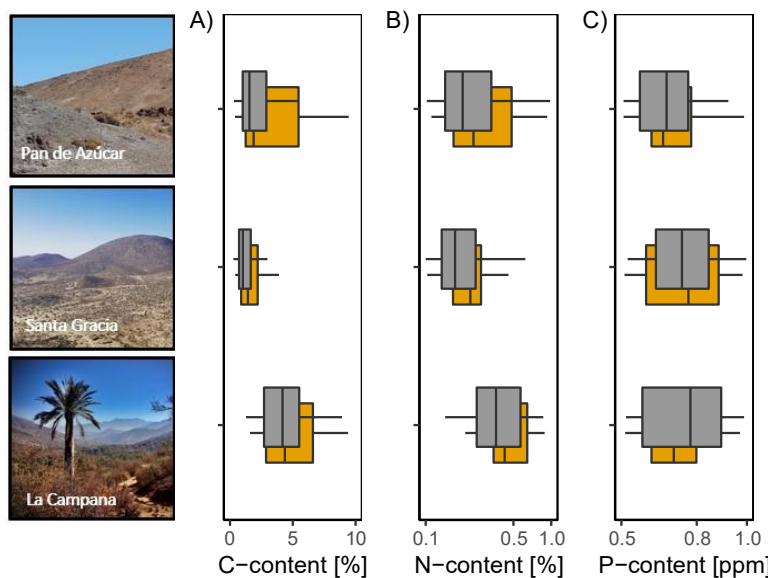 A)
B)
C)
Pan de Azúcar
Santa Gracia
La Campana
0 5 10
0.1 0.5 1.0
0.5 0.8 1.0
C−content [%]
N−content [%]
P−content [ppm]